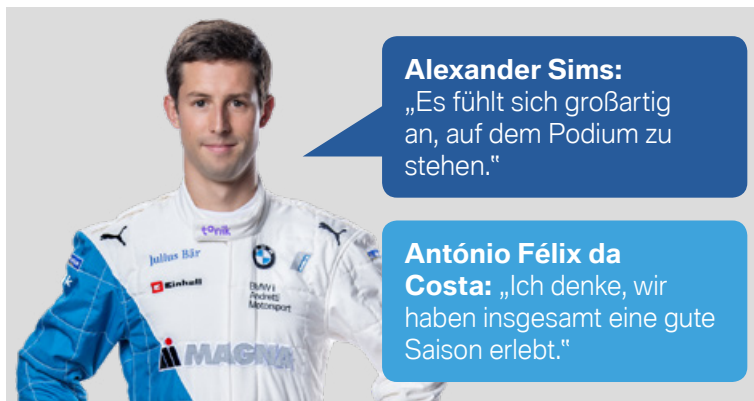 Alexander Sims:
„Es fühlt sich großartig
an, auf dem Podium zu
stehen.“
António Félix da
Costa: „Ich denke, wir
haben insgesamt eine gute
Saison erlebt.“
tonik
Julius Bär
BMW
Einhell
BMW i
Andretti
Motorsport
MAGNA